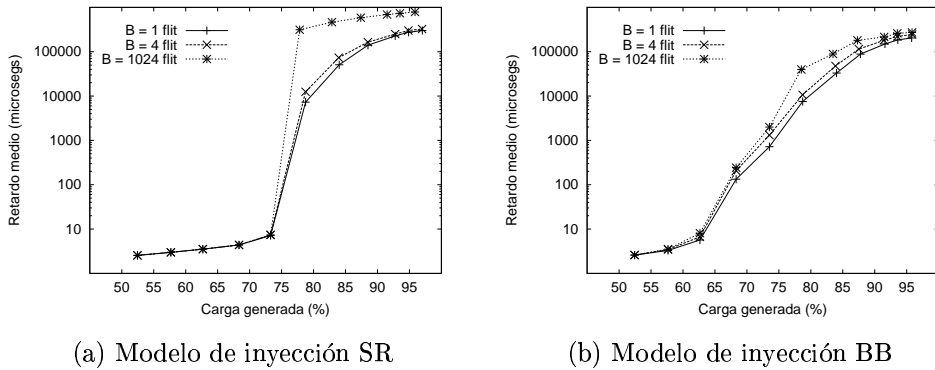 B = 1 flit
B = 4 flit
B = 1024 flit
100000
10000
1000
100
10
Retardo medio (microsegs)
50 55 60 65 70 75 80 85 90 95
Carga generada (%)
(a) Modelo de inyección SR
B = 1 flit
B = 4 flit
B = 1024 flit
100000
10000
1000
100
10
Retardo medio (microsegs)
50 55 60 65 70 75 80 85 90 95
Carga generada (%)
(b) Modelo de inyección BB